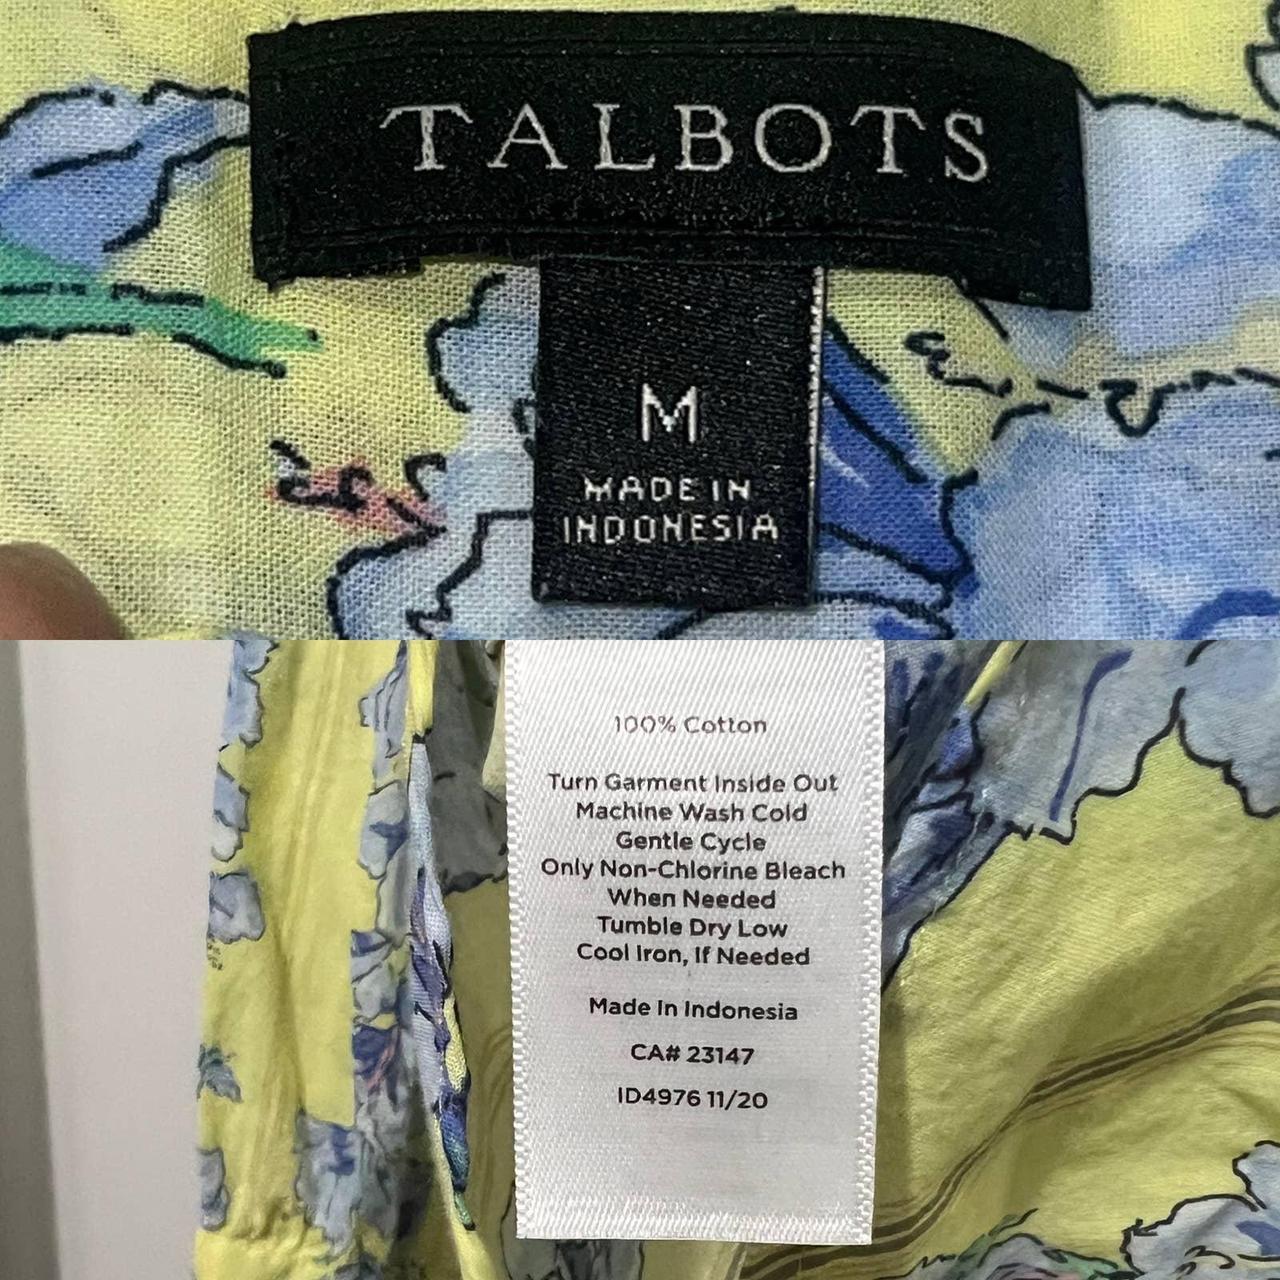 TALBOTS
M
MADE IN
INDONESIA
100% Cotton
Turn Garment Inside Out
Machine Wash Cold
Gentle Cycle
Only Non-Chlorine Bleach
When Needed
Tumble Dry Low
Cool Iron, If Needed
Made In Indonesia
CA# 23147
ID4976 11/20